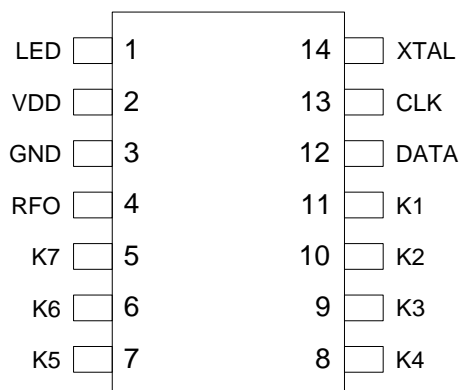 LED 1 14 XTAL
VDD 2 13 CLK
GND 3 12 DATA
RFO 4 11 K1
K7 5 10 K2
K6 6 9 K3
K5 7 8 K4